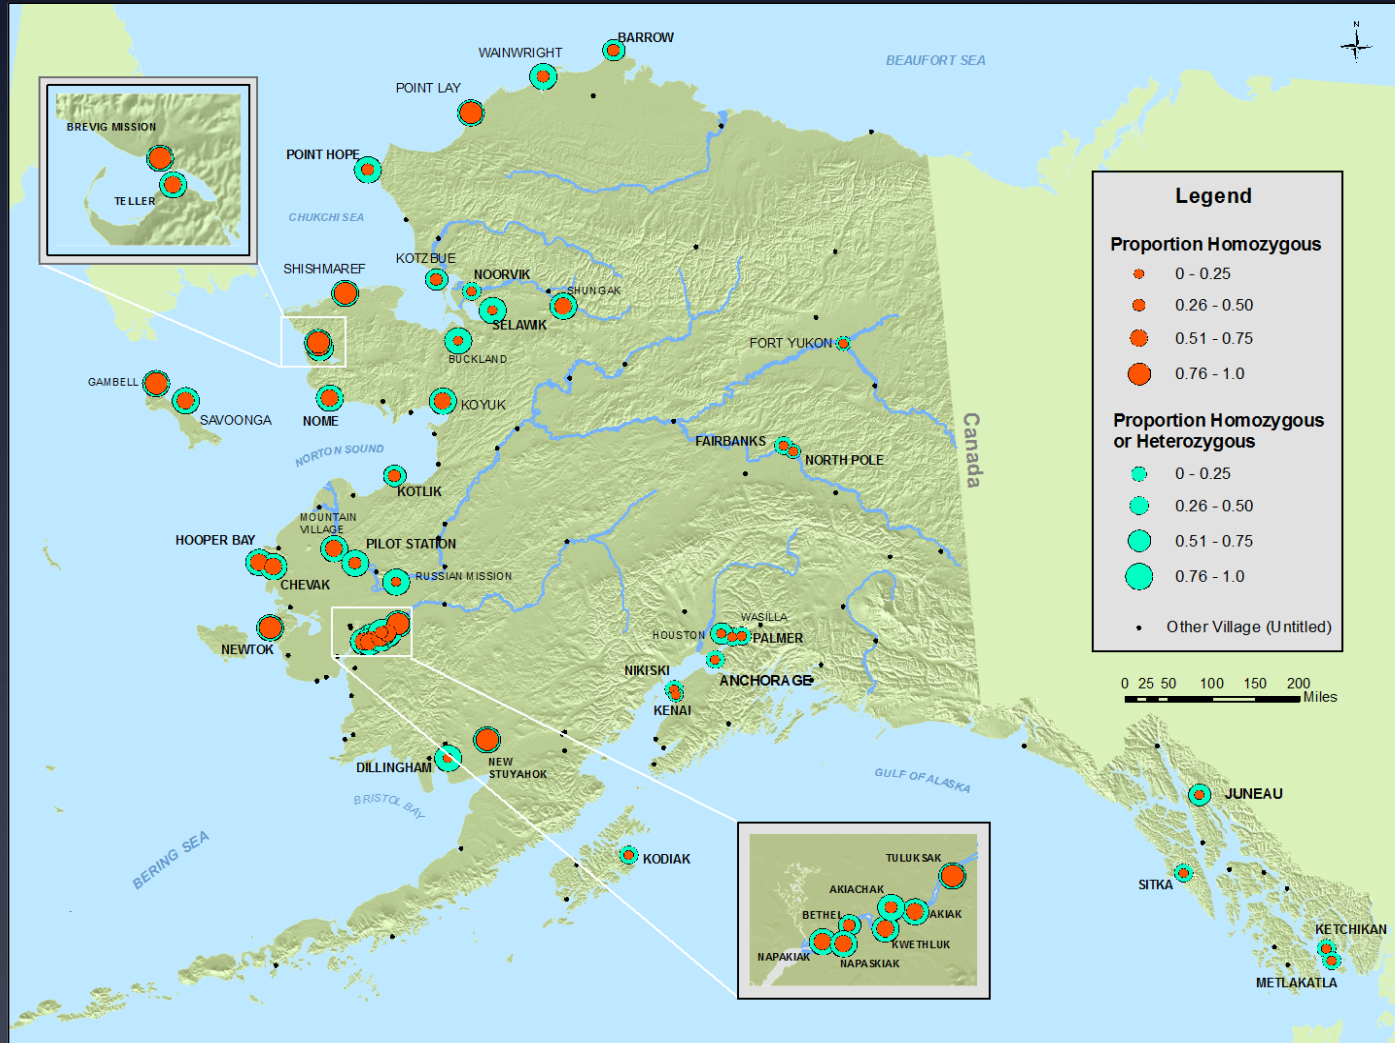 BARROW
WAINWRIGHT
BEAUFORT SEA
N
POINT LAY
BREVIG MISSION
TELLER
POINT HOPE
CHUKCHI SEA
KOTZBUE
SHISHMAREF
NOORVIK
SHUNGAK
SELAWIK
BUCKLAND
FORT YUKON
GAMBELL
SAVOONGA
NOME
KOYUK
Canada
NORTON SOUND
FAIRBANKS
NORTH POLE
KOTLIK
MOUNTAIN
VILLAGE
HOOPER BAY
PILOT STATION
CHEVAK
RUSSIAN MISSION
NEWTOK
WASILLA
HOUSTON
PALMER
NIKISKI
ANCHORAGE
KENAI
DILLINGHAM
NEW
STUYAHOK
BRISTOL BAY
GULF OF ALASKA
BERING SEA
KODIAK
JUNEAU
SITKA
KETCHIKAN
METLAKATLA
TULUKSAK
AKIACHAK
BETHEL
AKIAK
KWETHLUK
NAPAKIAK
NAPASKIAK
Legend
Proportion Homozygous
0 - 0.25
0.26 - 0.50
0.51 - 0.75
0.76 - 1.0
Proportion Homozygous
or Heterozygous
0 - 0.25
0.26 - 0.50
0.51 - 0.75
0.76 - 1.0
Other Village (Untitled)
0 25 50 100 150 200
Miles